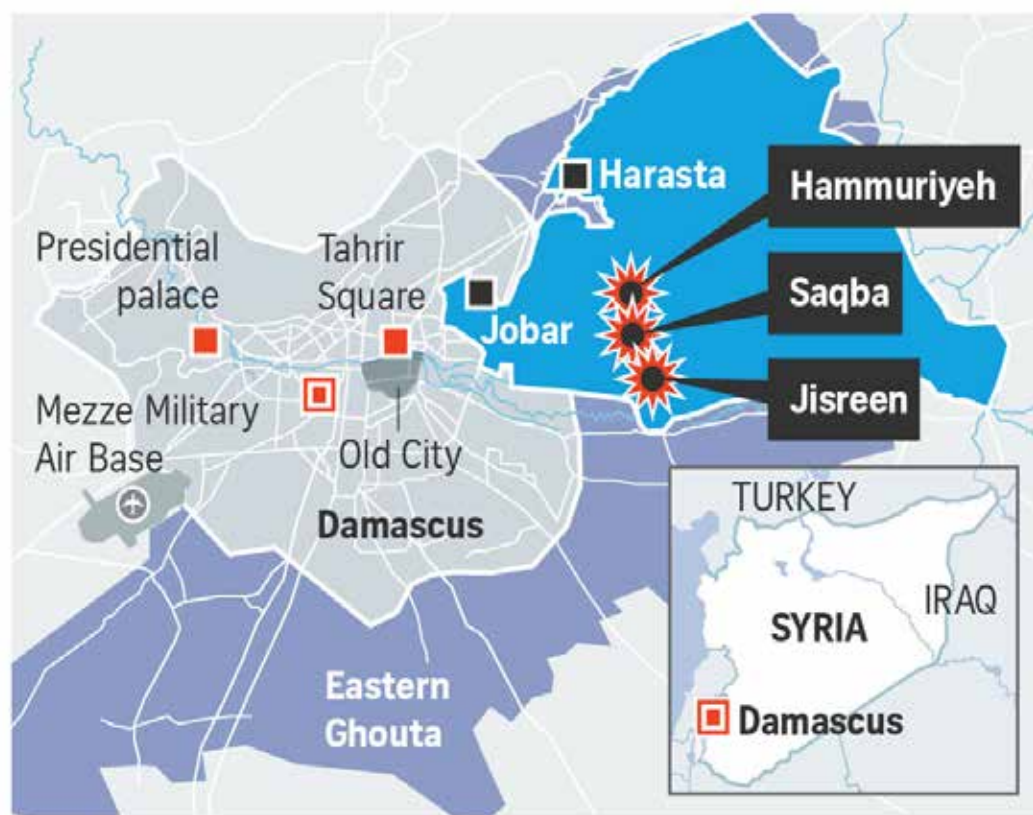 Harasta
Hammuriyeh
Presidential
palace
Tahrir
Square
Jobar
Saqba
Jisreen
Mezze Military
Air Base
Old City
Damascus
Eastern
Ghouta
TURKEY
IRAQ
SYRIA
Damascus